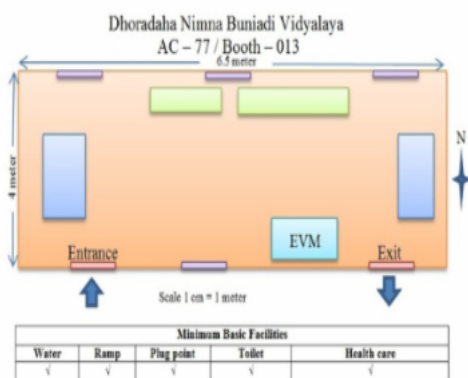 Dhoradaha Nimna Buniadi Vidyalaya
AC – 77 / Booth – 013
6.5 meter
4 meter
N
EVM
Entrance
Exit
Scale 1 cm = 1 meter
Minimum Basic Facilities
Water Ramp Plug point Toilet Health care
√ √ √ √ √